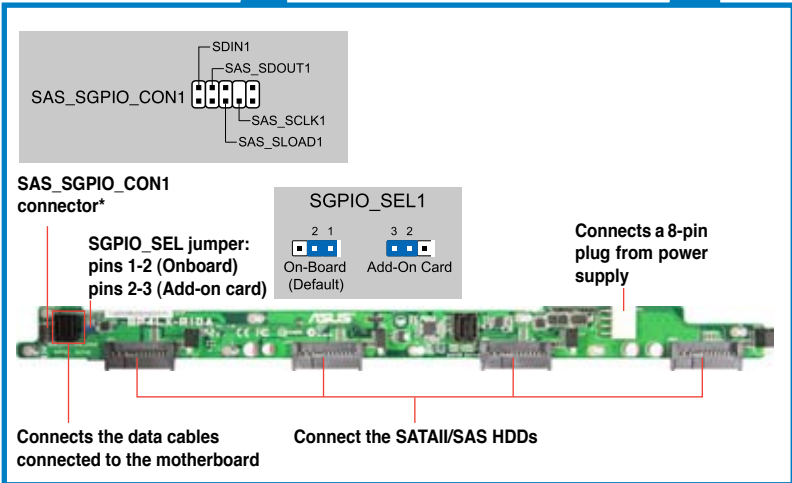 SDIN1
SAS_SDOUT1
SAS_SGPIO_CON1
SAS_SCLK1
SAS_SLOAD1
SAS_SGPIO_CON1
connector*
SGPIO_SEL jumper:
pins 1-2 (Onboard)
pins 2-3 (Add-on card)
SGPIO_SEL1
2 1
3 2
On-Board
(Default)
Add-On Card
Connects a 8-pin
plug from power
supply
ASUS
Connects the data cables
connected to the motherboard
Connect the SATAII/SAS HDDs